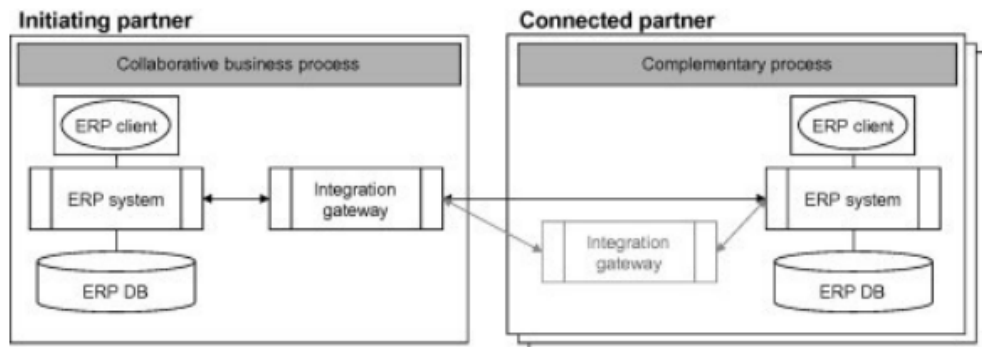 Initiating partner
Collaborative business process
ERP client
ERP system
Integration
gateway
ERP DB
Connected partner
Complementary process
ERP client
ERP system
Integration
gateway
ERP DB